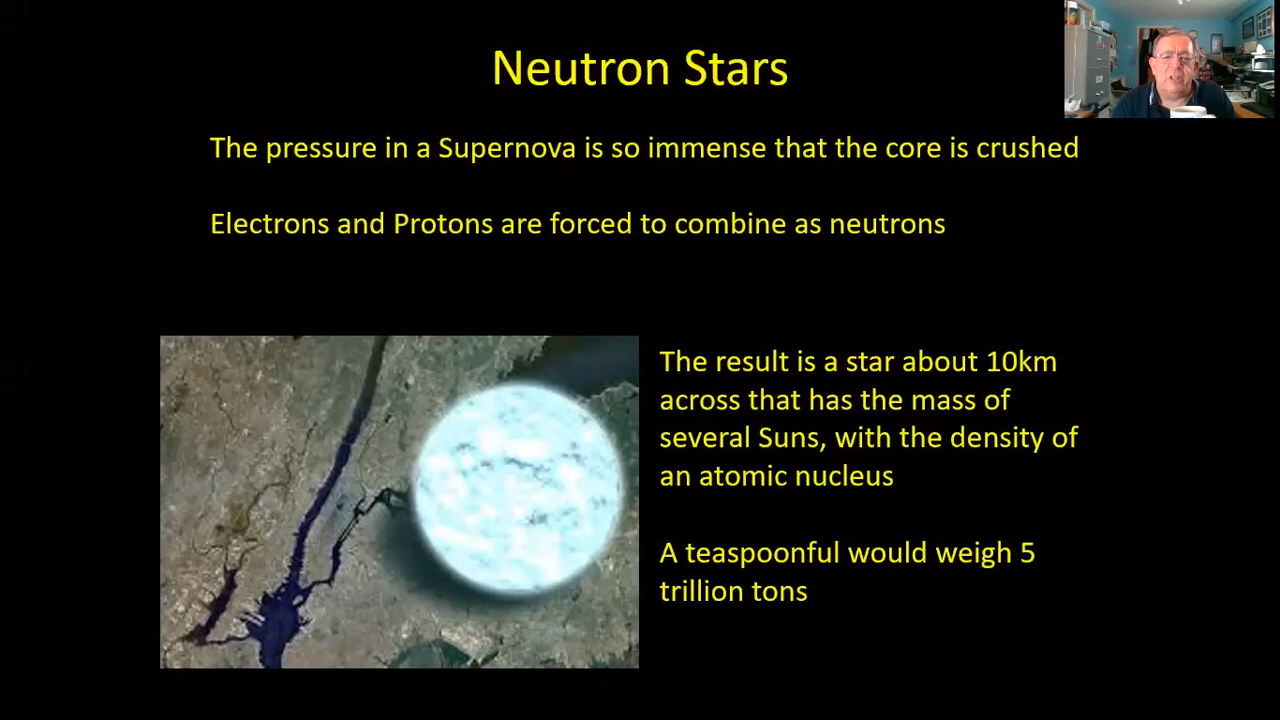 Neutron Stars
The pressure in a Supernova is so immense that the core is crushed
Electrons and Protons are forced to combine as neutrons
The result is a star about 10km
across that has the mass of
several Suns, with the density of
an atomic nucleus
A teaspoonful would weigh 5
trillion tons